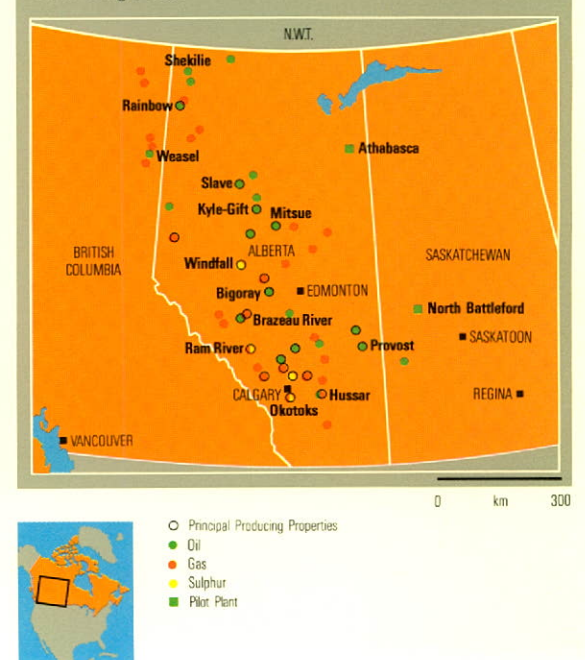 N.W.T.
Shekilie
Rainbow
Weasel
Athabasca
Slave
Kyle-Gift
Mitsue
BRITISH
COLUMBIA
ALBERTA
SASKATCHEWAN
Windfall
Bigoray
EDMONTON
North Battleford
Brazeau River
SASKATOON
Ram River
Provost
CALGARY
Hussar
REGINA
Okotoks
VANCOUVER
0 km 300
Principal Producing Properties
Oil
Gas
Sulphur
Pilot Plant